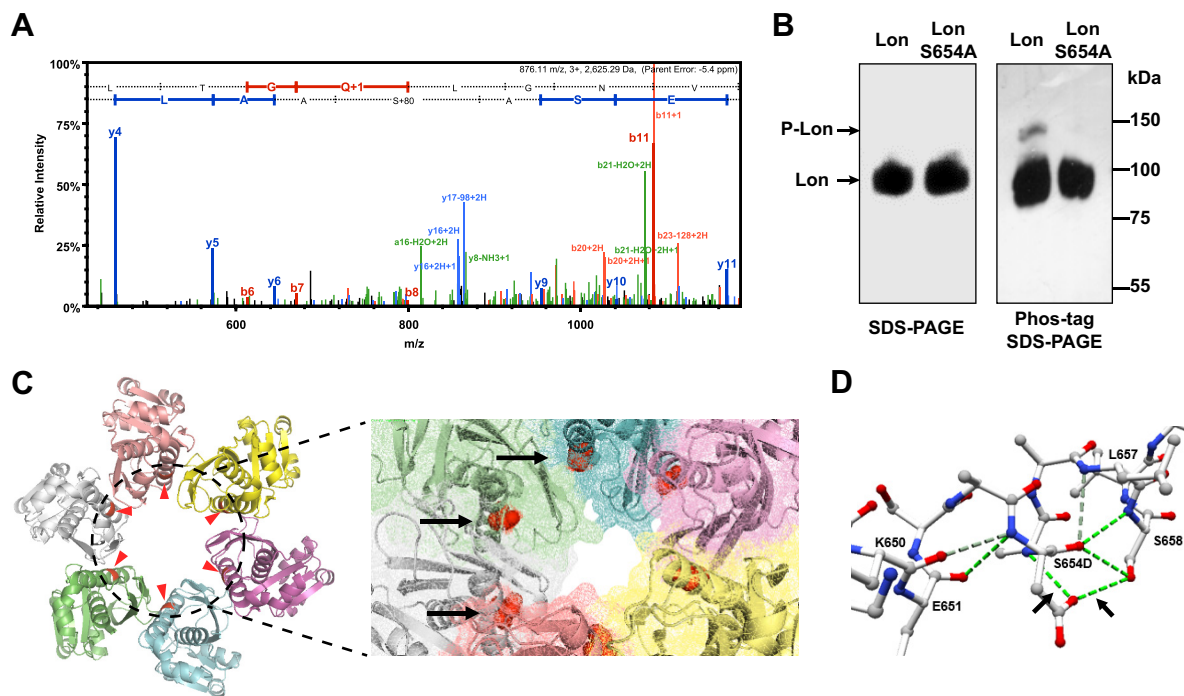 A
876.11 m/z, 3+, 2,625.29 Da, (Parent Error: -5.4 ppm)
L T G Q+1 L G N V
L A A S+80 A S E
Relative Intensity
100%
75%
50%
25%
0%
y4
y5
y6
b6
b7
b8
a16-H2O+2H
y16+2H
y16+2H+1
y17-98+2H
y8-NH3+1
y9
y10
b20+2H
b20+2H+1
b21-H2O+2H
b21-H2O+2H+1
b11
b11+1
b23-128+2H
y11
600 800 1000
m/z
B
Lon
Lon
S654A
Lon
Lon
S654A
kDa
P-Lon
Lon
150
100
75
55
SDS-PAGE
Phos-tag
SDS-PAGE
C
D
L657
K650
S654D
S658
E651